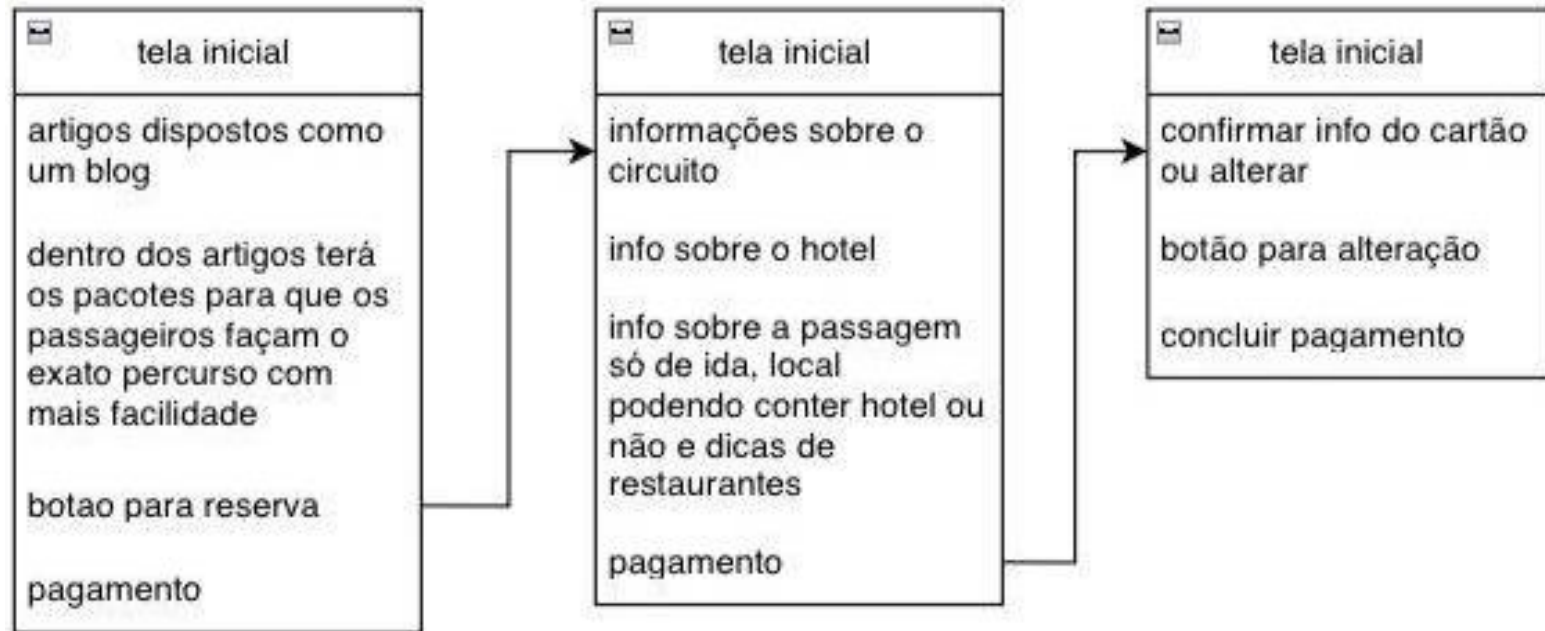 tela inicial
artigos dispostos como
um blog
dentro dos artigos terá
os pacotes para que os
passageiros façam o
exato percurso com
mais facilidade
botao para reserva
pagamento
tela inicial
informações sobre o
circuito
info sobre o hotel
info sobre a passagem
só de ida, local
podendo conter hotel ou
não e dicas de
restaurantes
pagamento
tela inicial
confirmar info do cartão
ou alterar
botão para alteração
concluir pagamento